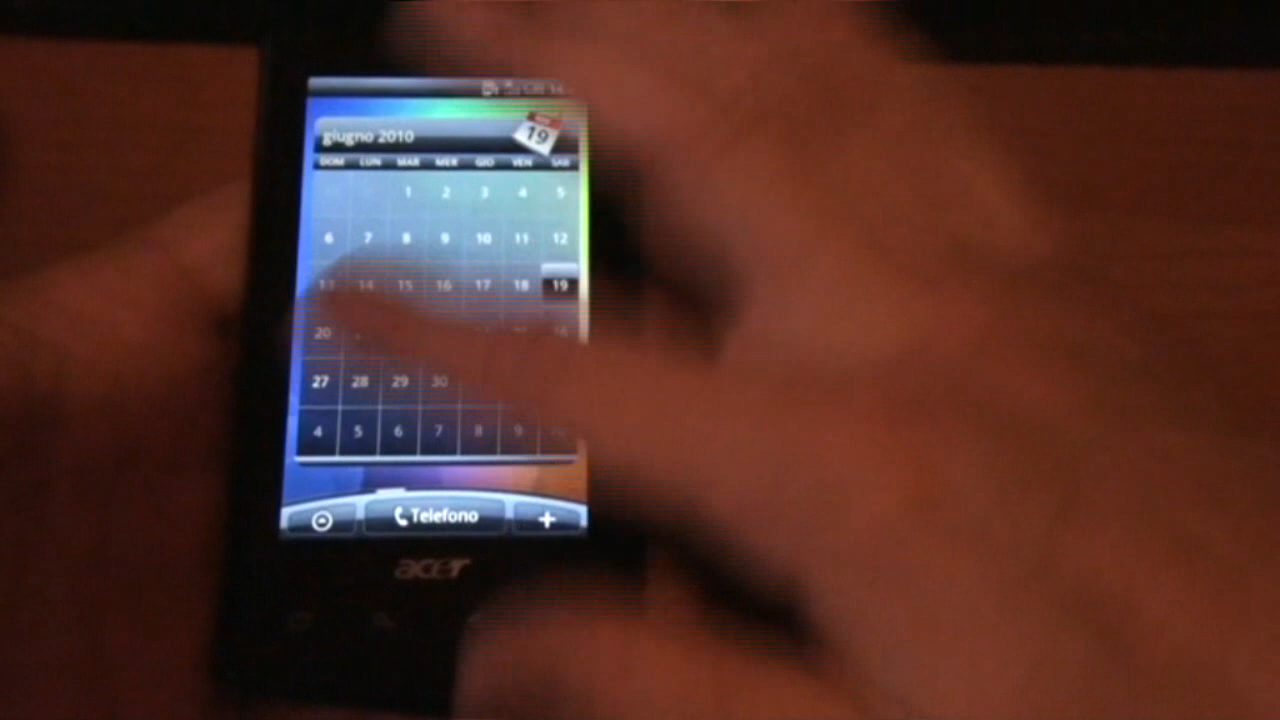 giugno 2010
19
DOM LUN MAR MER GIO VEN SAB
1 2 3 4 5
6 7 8 9 10 11 12
13 14 15 16 17 18 19
20
27 28 29 30
4 5 6 7 8 9
Telefono
acer